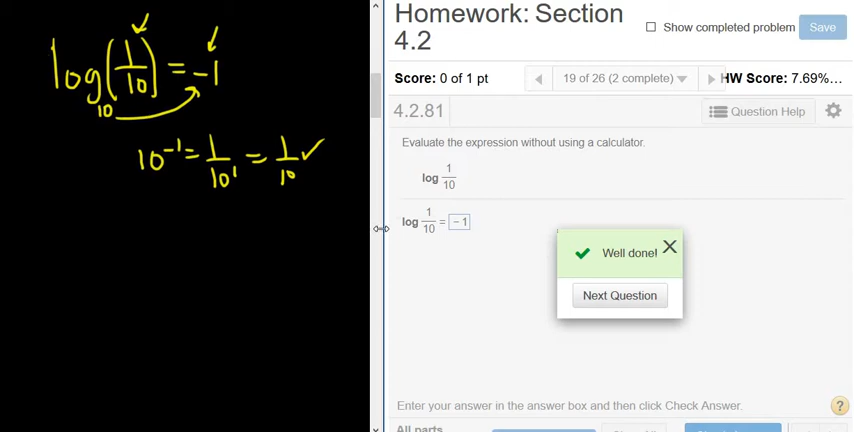 log₁₀(1/10) = -1
10⁻¹ = 1/10¹ = 1/10 ✓
Homework: Section 4.2
Show completed problem
Save
Score: 0 of 1 pt
19 of 26 (2 complete)
HW Score: 7.69%...
4.2.81
Question Help
Evaluate the expression without using a calculator.
log 1/10
log 1/10 = -1
Well done!
Next Question
Enter your answer in the answer box and then click Check Answer.
?
All parts